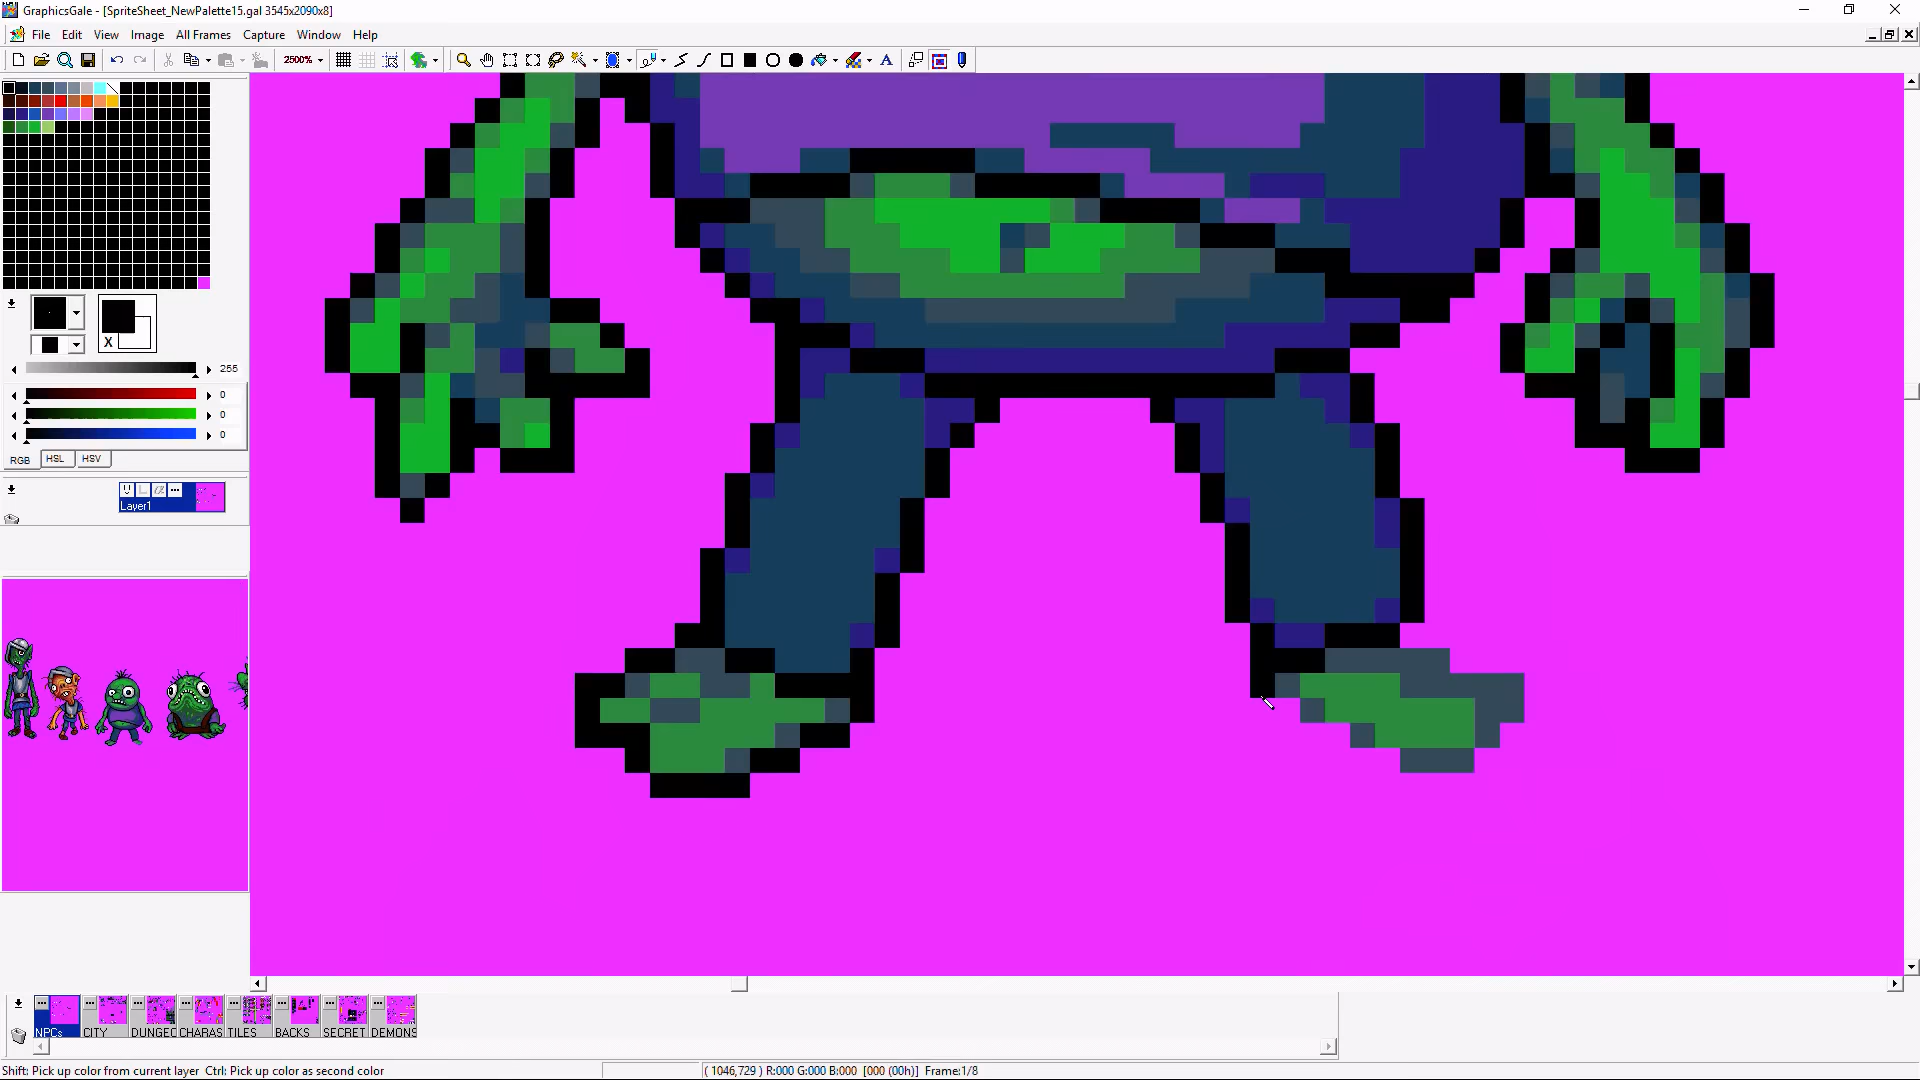 GraphicsGale - [SpriteSheet_NewPalette15.gal 3545x2090x8]
File Edit View Image All Frames Capture Window Help
2500%
A
X
255
0
0
0
RGB HSL HSV
Layer1
NPCs CITY DUNGEC CHARAS TILES BACKS SECRET DEMONS
Shift: Pick up color from current layer Ctrl: Pick up color as second color
( 1046,729 ) R:000 G:000 B:000 [000 (00h)] Frame:1/8